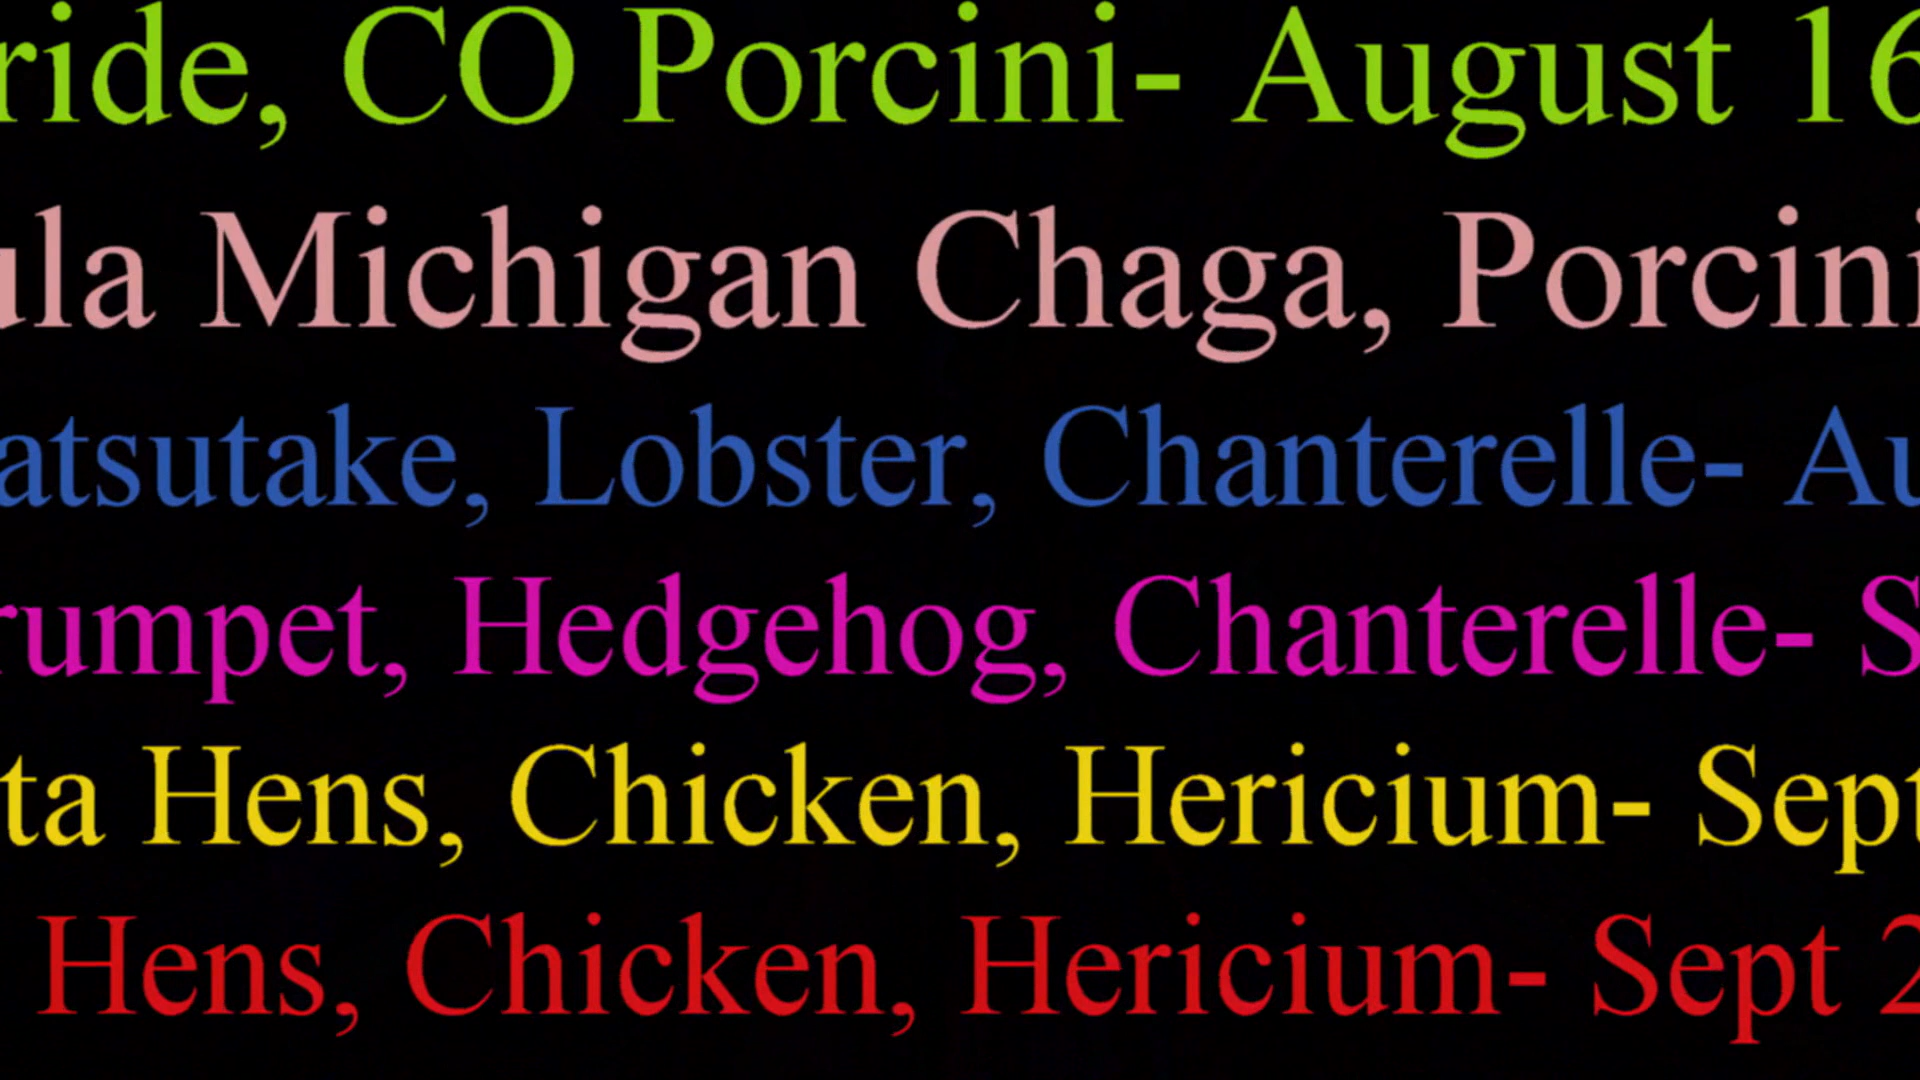 ride, CO Porcini- August 16
ula Michigan Chaga, Porcini
atsutake, Lobster, Chanterelle- Au
rumpet, Hedgehog, Chanterelle- S
ta Hens, Chicken, Hericium- Sept
Hens, Chicken, Hericium- Sept 2